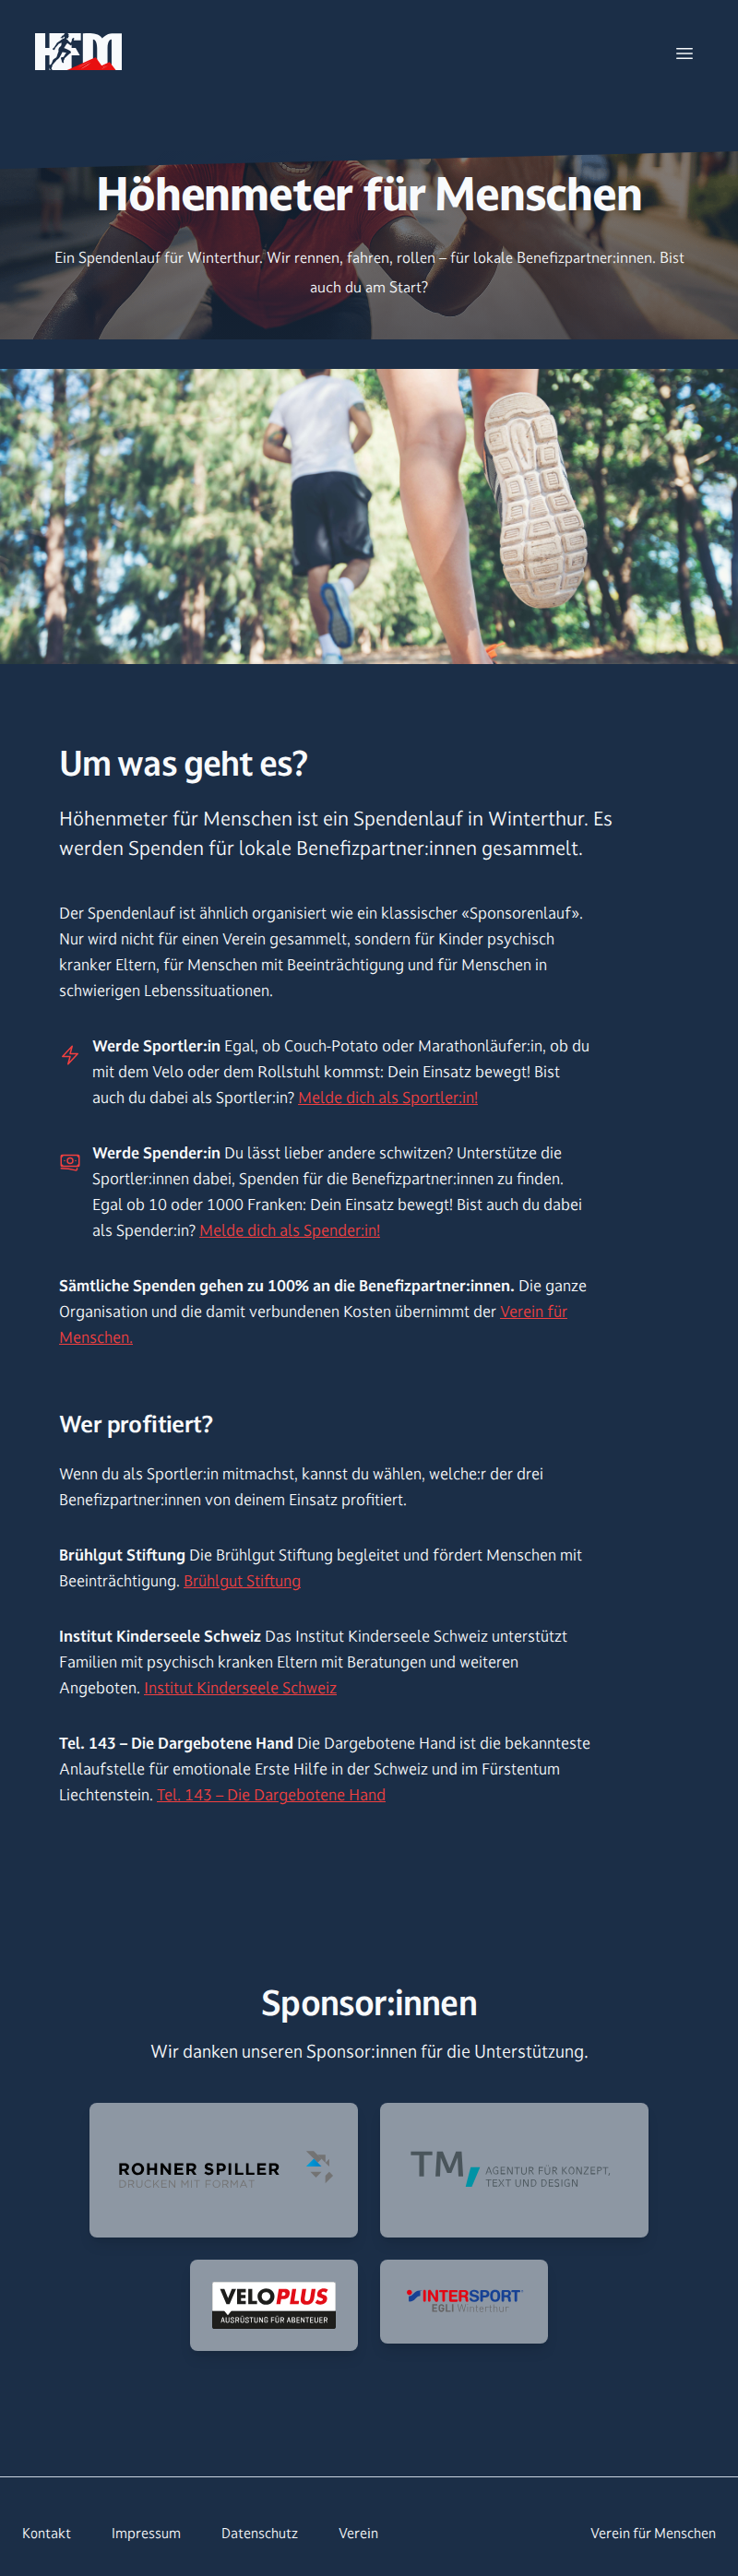 HFM
Höhenmeter für Menschen
Ein Spendenlauf für Winterthur. Wir rennen, fahren, rollen – für lokale Benefizpartner:innen. Bist
auch du am Start?
Um was geht es?
Höhenmeter für Menschen ist ein Spendenlauf in Winterthur. Es
werden Spenden für lokale Benefizpartner:innen gesammelt.
Der Spendenlauf ist ähnlich organisiert wie ein klassischer «Sponsorenlauf».
Nur wird nicht für einen Verein gesammelt, sondern für Kinder psychisch
kranker Eltern, für Menschen mit Beeinträchtigung und für Menschen in
schwierigen Lebenssituationen.
Werde Sportler:in Egal, ob Couch-Potato oder Marathonläufer:in, ob du
mit dem Velo oder dem Rollstuhl kommst: Dein Einsatz bewegt! Bist
auch du dabei als Sportler:in? Melde dich als Sportler:in!
Werde Spender:in Du lässt lieber andere schwitzen? Unterstütze die
Sportler:innen dabei, Spenden für die Benefizpartner:innen zu finden.
Egal ob 10 oder 1000 Franken: Dein Einsatz bewegt! Bist auch du dabei
als Spender:in? Melde dich als Spender:in!
Sämtliche Spenden gehen zu 100% an die Benefizpartner:innen. Die ganze
Organisation und die damit verbundenen Kosten übernimmt der Verein für
Menschen.
Wer profitiert?
Wenn du als Sportler:in mitmachst, kannst du wählen, welche:r der drei
Benefizpartner:innen von deinem Einsatz profitiert.
Brühlgut Stiftung Die Brühlgut Stiftung begleitet und fördert Menschen mit
Beeinträchtigung. Brühlgut Stiftung
Institut Kinderseele Schweiz Das Institut Kinderseele Schweiz unterstützt
Familien mit psychisch kranken Eltern mit Beratungen und weiteren
Angeboten. Institut Kinderseele Schweiz
Tel. 143 – Die Dargebotene Hand Die Dargebotene Hand ist die bekannteste
Anlaufstelle für emotionale Erste Hilfe in der Schweiz und im Fürstentum
Liechtenstein. Tel. 143 – Die Dargebotene Hand
Sponsor:innen
Wir danken unseren Sponsor:innen für die Unterstützung.
ROHNER SPILLER
DRUCKEN MIT FORMAT
TM, AGENTUR FÜR KONZEPT,
TEXT UND DESIGN
VELOPLUS
AUSRÜSTUNG FÜR ABENTEUER
INTERSPORT
EGLI Winterthur
Kontakt Impressum Datenschutz Verein Verein für Menschen